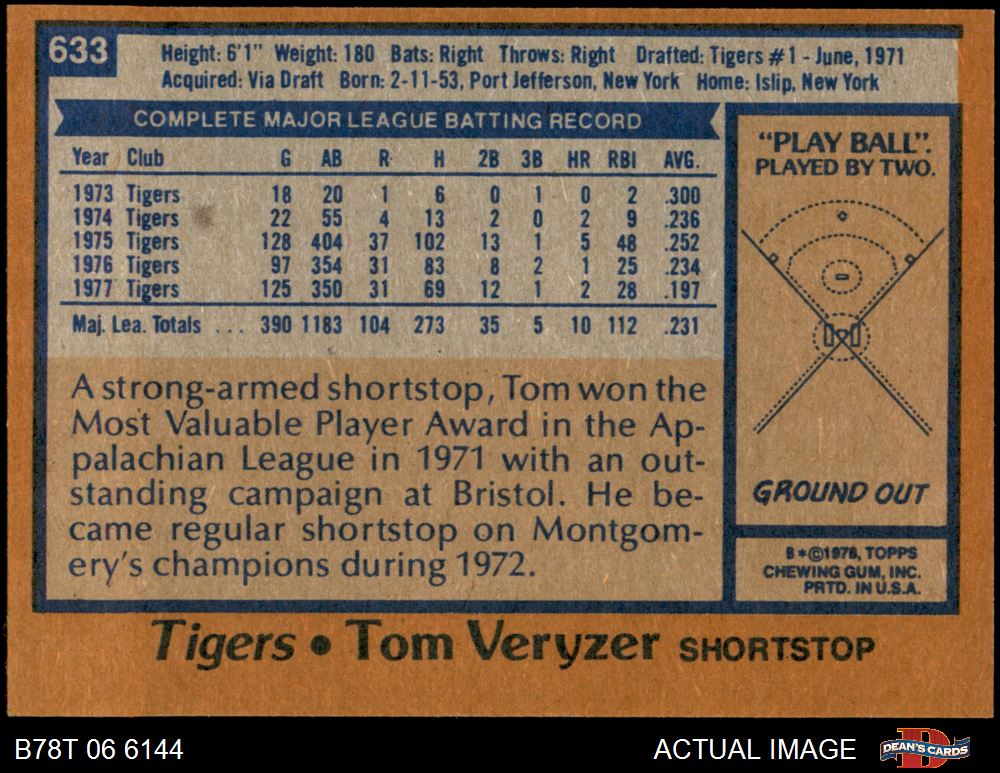 633
Height: 6'1" Weight: 180 Bats: Right Throws: Right Drafted: Tigers #1 - June, 1971
Acquired: Via Draft Born: 2-11-53, Port Jefferson, New York Home: Islip, New York
COMPLETE MAJOR LEAGUE BATTING RECORD
Year Club G AB R H 2B 3B HR RBI AVG.
1973 Tigers 18 20 1 6 0 1 0 2 .300
1974 Tigers 22 55 4 13 2 0 2 9 .236
1975 Tigers 128 404 37 102 13 1 5 48 .252
1976 Tigers 97 354 31 83 8 2 1 25 .234
1977 Tigers 125 350 31 69 12 1 2 28 .197
Maj. Lea. Totals ... 390 1183 104 273 35 5 10 112 .231
A strong-armed shortstop, Tom won the
Most Valuable Player Award in the Ap-
palachian League in 1971 with an out-
standing campaign at Bristol. He be-
came regular shortstop on Montgom-
ery's champions during 1972.
"PLAY BALL".
PLAYED BY TWO.
GROUND OUT
B*©1978, TOPPS
CHEWING GUM, INC.
PRTD. IN U.S.A.
Tigers • Tom Veryzer SHORTSTOP
B78T 06 6144
ACTUAL IMAGE
DEAN'S CARDS